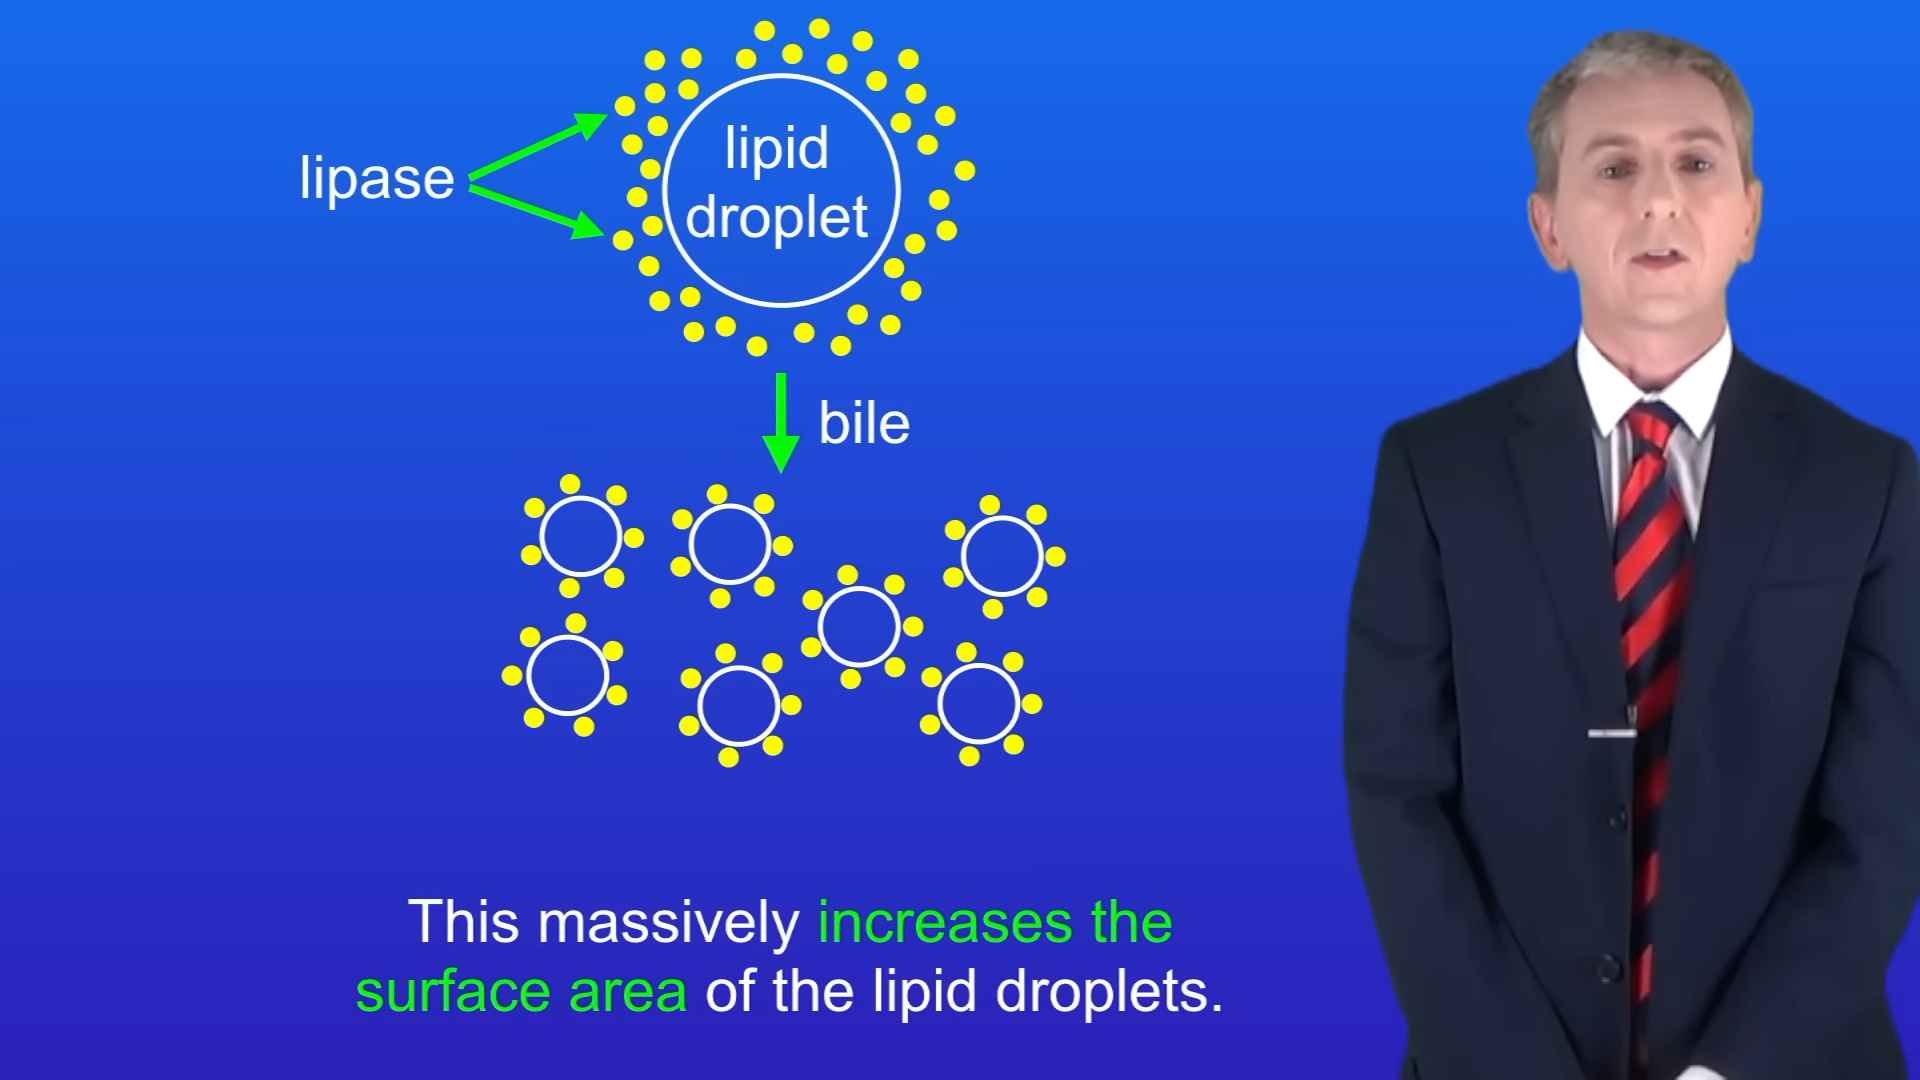 lipase
lipid
droplet
bile
This massively increases the
surface area of the lipid droplets.